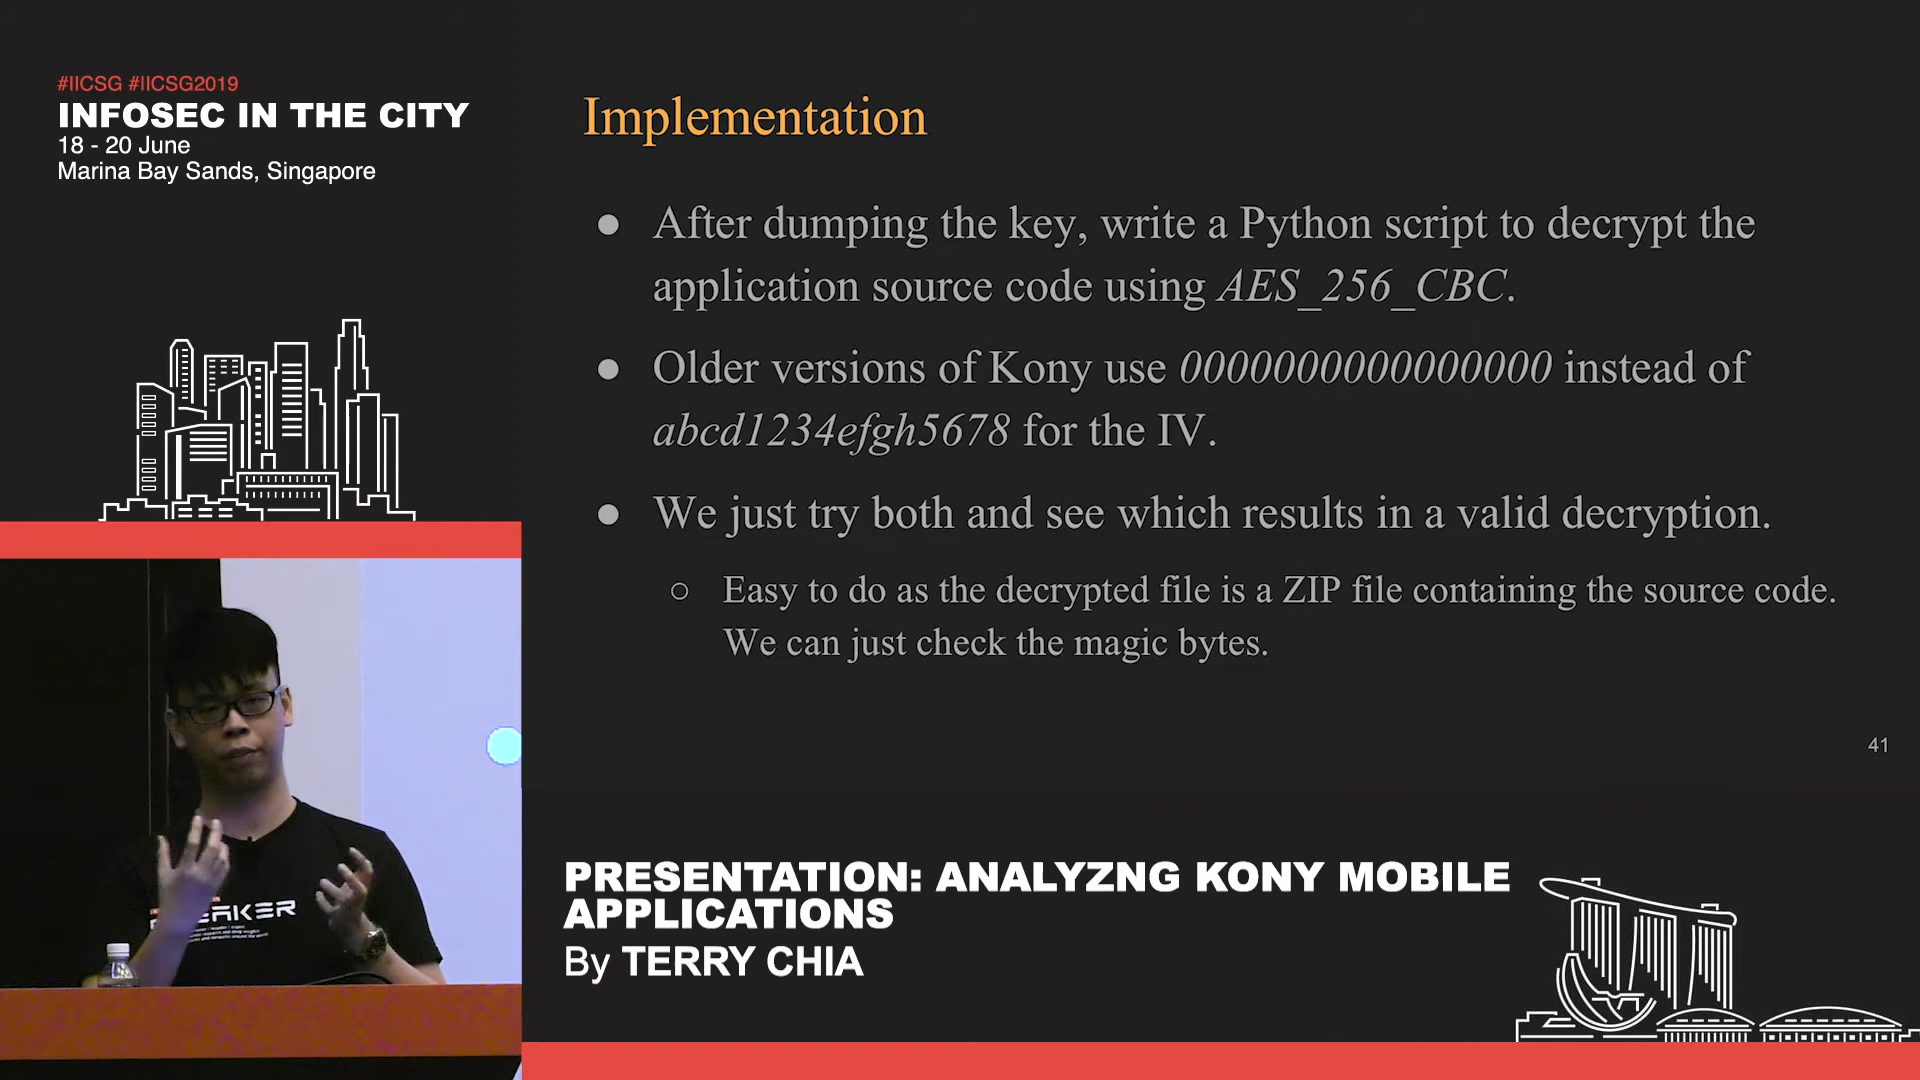 #IICSG #IICSG2019
INFOSEC IN THE CITY
18 - 20 June
Marina Bay Sands, Singapore
Implementation
● After dumping the key, write a Python script to decrypt the
application source code using AES_256_CBC.
● Older versions of Kony use 0000000000000000 instead of
abcd1234efgh5678 for the IV.
● We just try both and see which results in a valid decryption.
○ Easy to do as the decrypted file is a ZIP file containing the source code.
We can just check the magic bytes.
41
PRESENTATION: ANALYZNG KONY MOBILE
APPLICATIONS
By TERRY CHIA